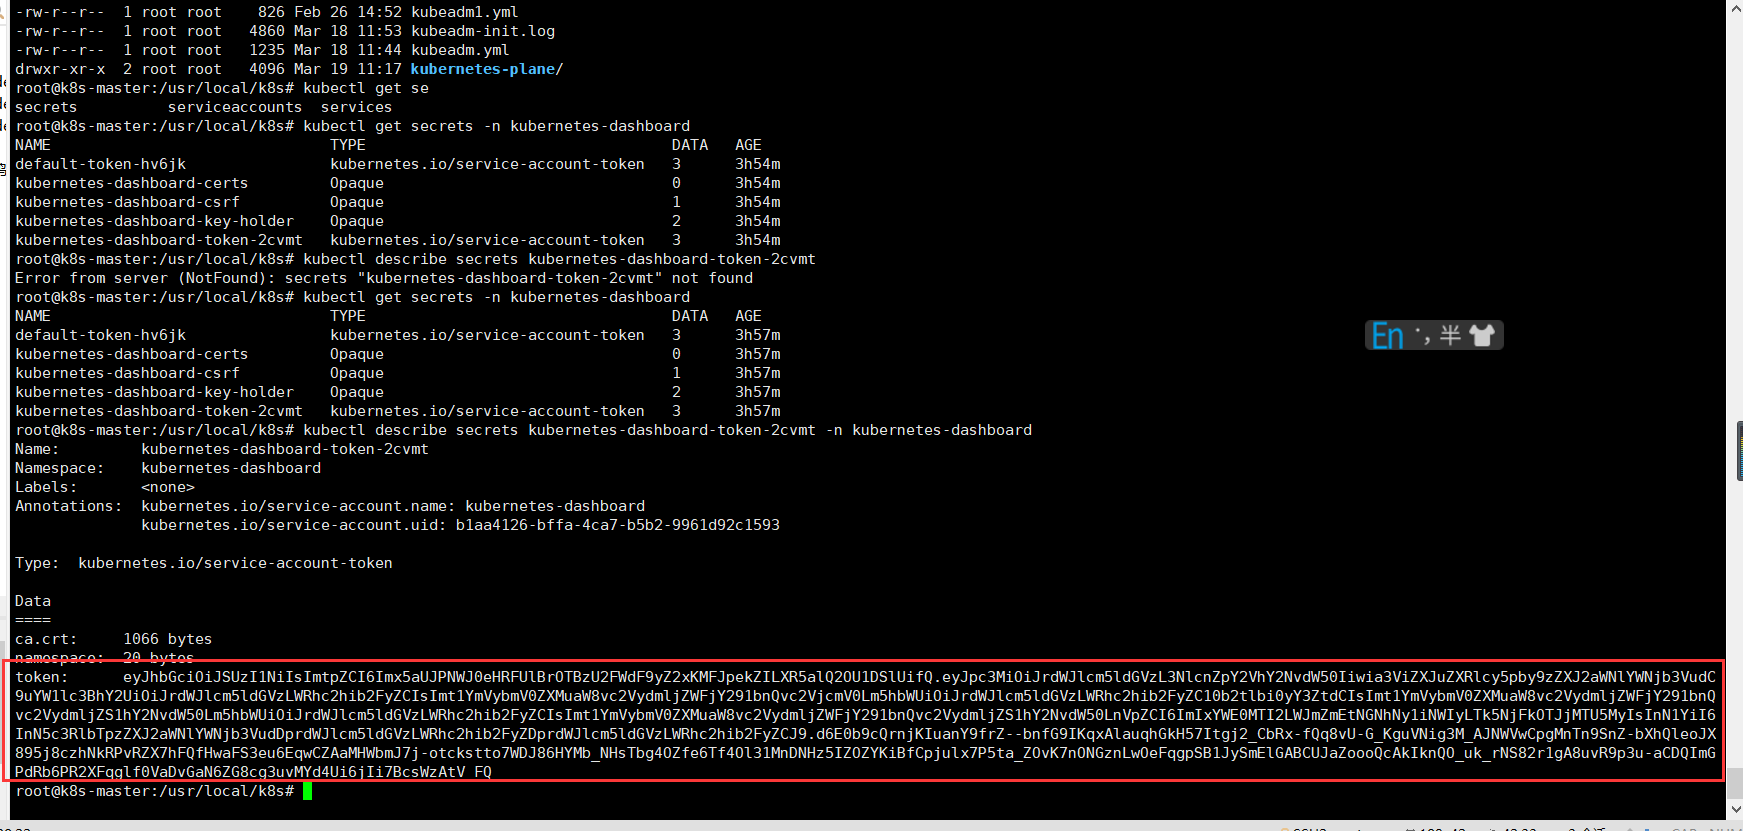 -rw-r--r--  1 root root    826 Feb 26 14:52 kubeadm1.yml
-rw-r--r--  1 root root   4860 Mar 18 11:53 kubeadm-init.log
-rw-r--r--  1 root root   1235 Mar 18 11:44 kubeadm.yml
drwxr-xr-x  2 root root   4096 Mar 19 11:17 kubernetes-plane/
root@k8s-master:/usr/local/k8s# kubectl get se
secrets          serviceaccounts  services
root@k8s-master:/usr/local/k8s# kubectl get secrets -n kubernetes-dashboard
NAME                               TYPE                                  DATA   AGE
default-token-hv6jk                kubernetes.io/service-account-token   3      3h54m
kubernetes-dashboard-certs         Opaque                                0      3h54m
kubernetes-dashboard-csrf          Opaque                                1      3h54m
kubernetes-dashboard-key-holder    Opaque                                2      3h54m
kubernetes-dashboard-token-2cvmt   kubernetes.io/service-account-token   3      3h54m
root@k8s-master:/usr/local/k8s# kubectl describe secrets kubernetes-dashboard-token-2cvmt
Error from server (NotFound): secrets "kubernetes-dashboard-token-2cvmt" not found
root@k8s-master:/usr/local/k8s# kubectl get secrets -n kubernetes-dashboard
NAME                               TYPE                                  DATA   AGE
default-token-hv6jk                kubernetes.io/service-account-token   3      3h57m
En ·, 半
kubernetes-dashboard-certs         Opaque                                0      3h57m
kubernetes-dashboard-csrf          Opaque                                1      3h57m
kubernetes-dashboard-key-holder    Opaque                                2      3h57m
kubernetes-dashboard-token-2cvmt   kubernetes.io/service-account-token   3      3h57m
root@k8s-master:/usr/local/k8s# kubectl describe secrets kubernetes-dashboard-token-2cvmt -n kubernetes-dashboard
Name:         kubernetes-dashboard-token-2cvmt
Namespace:    kubernetes-dashboard
Labels:       <none>
Annotations:  kubernetes.io/service-account.name: kubernetes-dashboard
              kubernetes.io/service-account.uid: b1aa4126-bffa-4ca7-b5b2-9961d92c1593
Type:  kubernetes.io/service-account-token
Data
====
ca.crt:     1066 bytes
namespace:  20 bytes
token:
root@k8s-master:/usr/local/k8s#